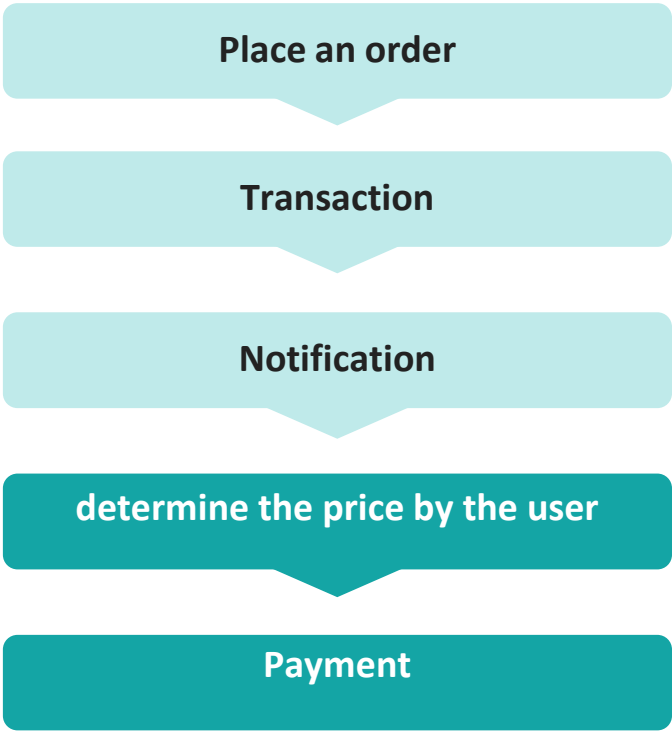 Place an order
Transaction
Notification
determine the price by the user
Payment